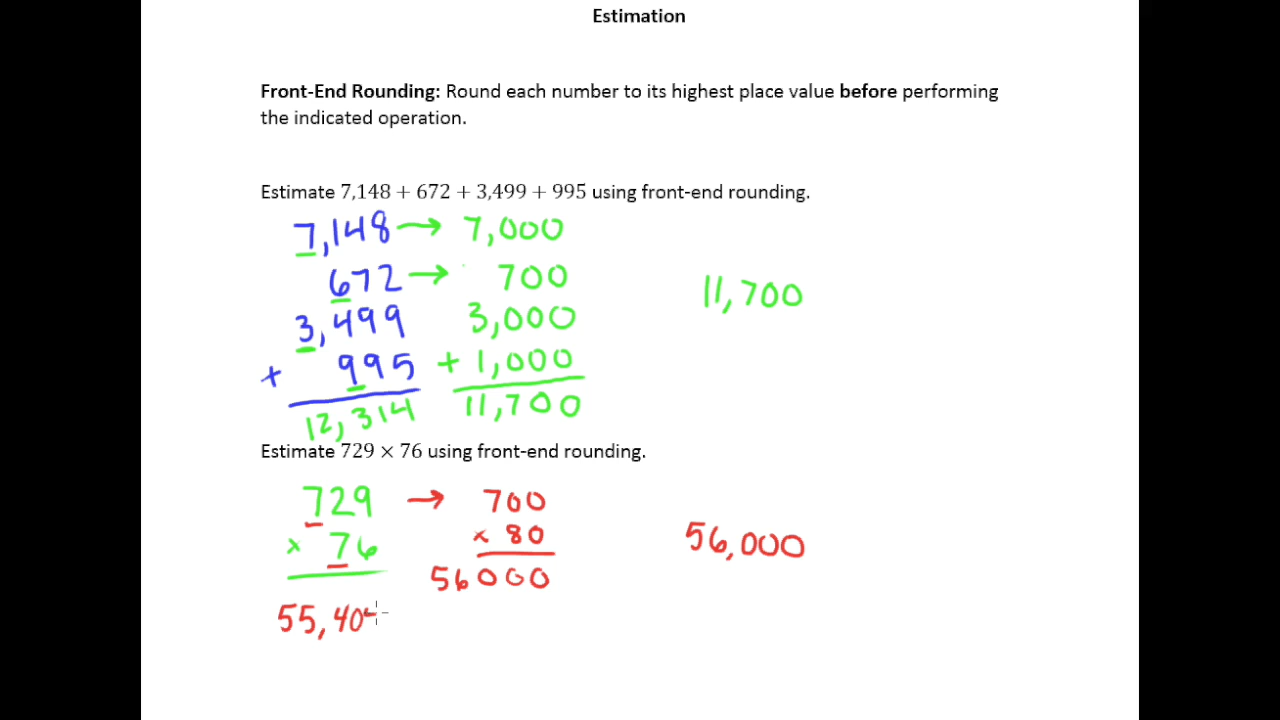 Estimation
Front-End Rounding: Round each number to its highest place value before performing
the indicated operation.
Estimate 7,148 + 672 + 3,499 + 995 using front-end rounding.
7,148 → 7,000
672 → 700
11,700
3,499 3,000
+ 995 + 1,000
12,314 11,700
Estimate 729 × 76 using front-end rounding.
729 → 700
× 76 × 80
56,000
56000
55,40